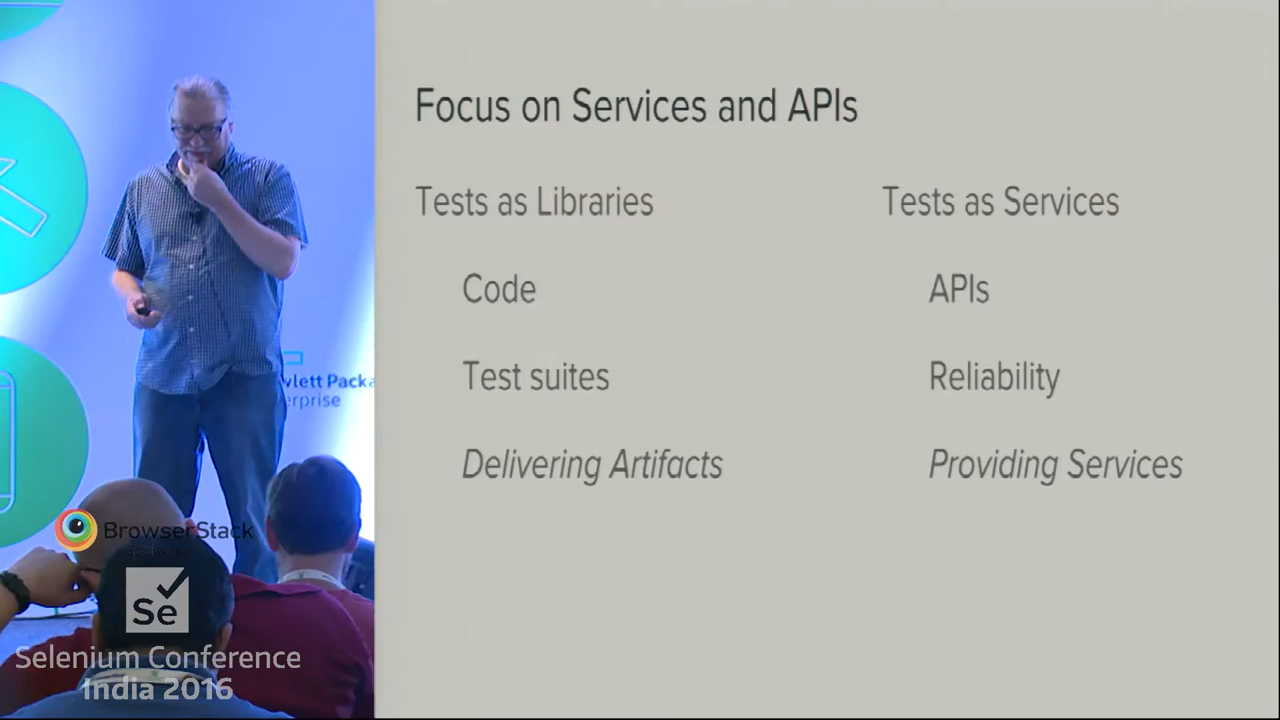 Focus on Services and APIs
Tests as Libraries
Code
Test suites
Delivering Artifacts
Tests as Services
APIs
Reliability
Providing Services
BrowserStack
Se
Selenium Conference
India 2016